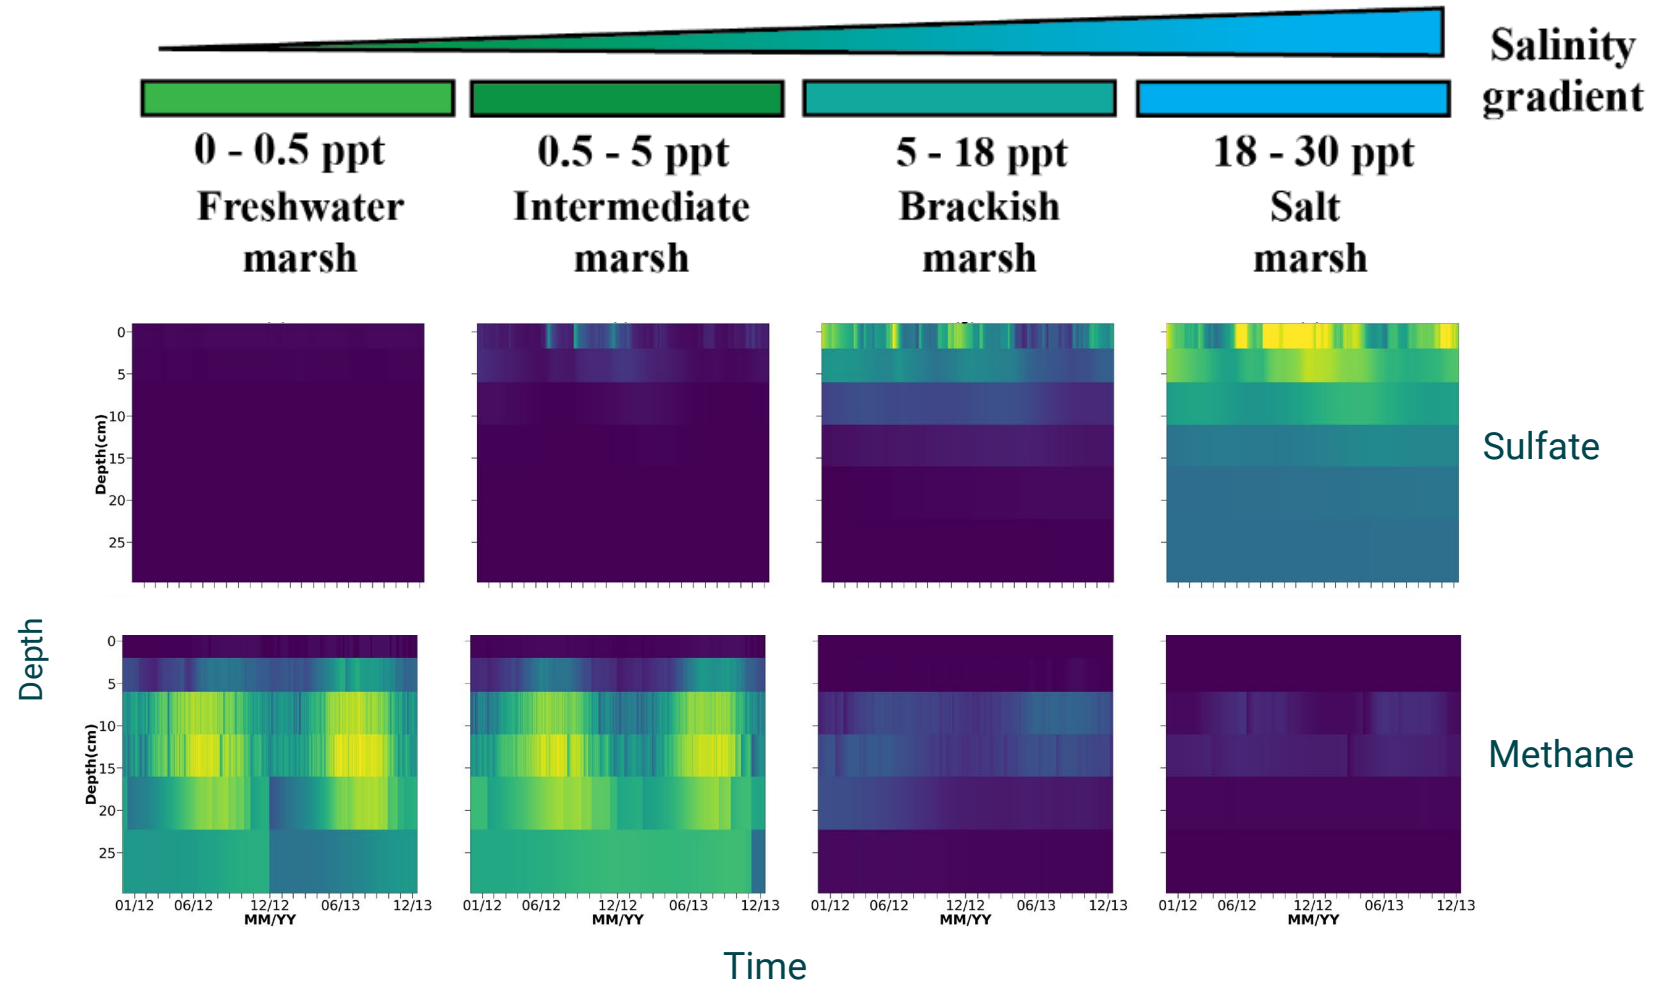 Salinity
gradient
0 - 0.5 ppt
Freshwater
marsh
0.5 - 5 ppt
Intermediate
marsh
5 - 18 ppt
Brackish
marsh
18 - 30 ppt
Salt
marsh
0
5
10
15
20
25
Depth(cm)
Sulfate
Depth
0
5
10
15
20
25
Depth(cm)
Methane
01/12 06/12 12/12 06/13 12/13
MM/YY
01/12 06/12 12/12 06/13 12/13
MM/YY
01/12 06/12 12/12 06/13 12/13
MM/YY
01/12 06/12 12/12 06/13 12/13
MM/YY
Time